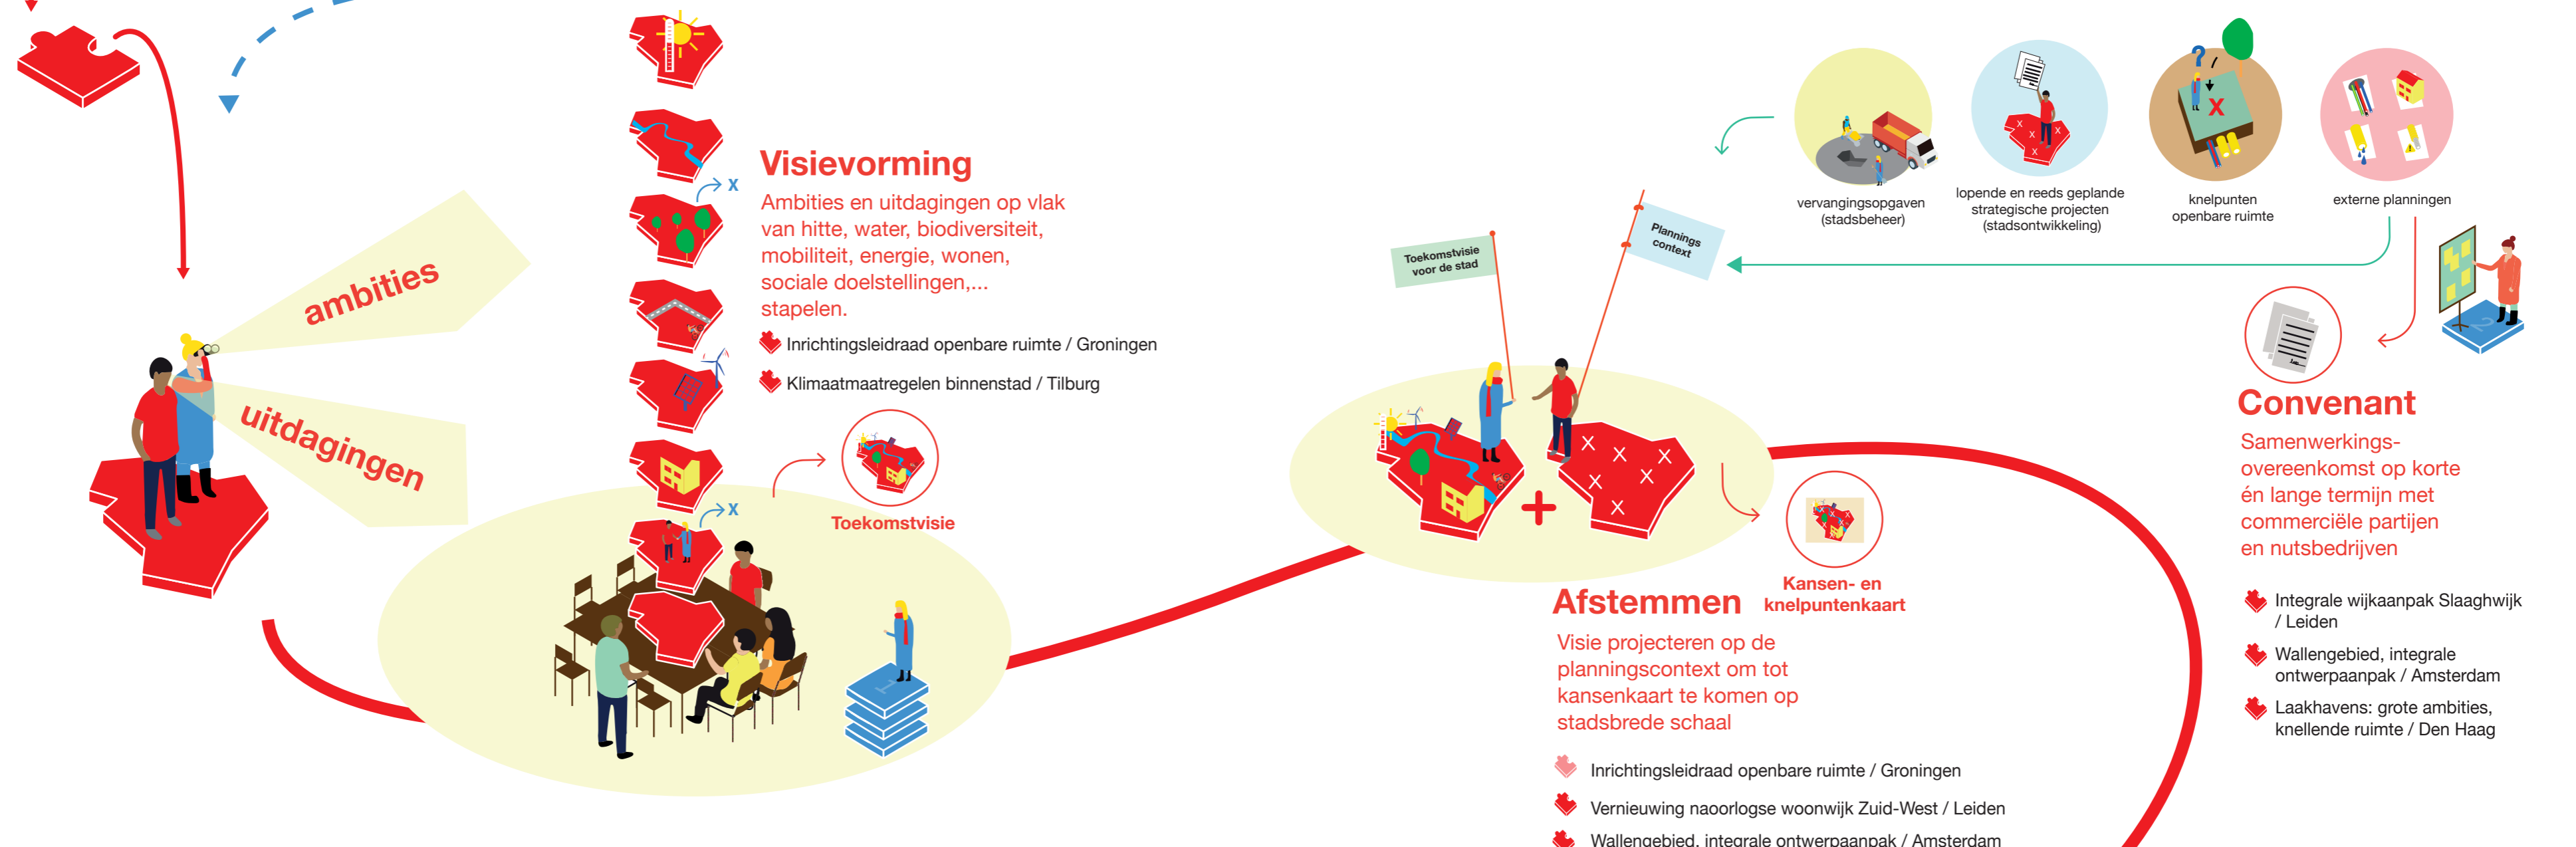 ambities
uitdagingen
X
X
Visievorming
Ambities en uitdagingen op vlak
van hitte, water, biodiversiteit,
mobiliteit, energie, wonen,
sociale doelstellingen,...
stapelen.
Inrichtingsleidraad openbare ruimte / Groningen
Klimaatmaatregelen binnenstad / Tilburg
Toekomstvisie
1
Toekomstvisie
voor de stad
Plannings
context
+
Afstemmen
Visie projecteren op de
planningscontext om tot
kansenkaart te komen op
stadsbrede schaal
Inrichtingsleidraad openbare ruimte / Groningen
Vernieuwing naoorlogse woonwijk Zuid-West / Leiden
Wallengebied, integrale ontwerpaanpak / Amsterdam
Kansen- en
knelpuntenkaart
vervangingsopgaven
(stadsbeheer)
lopende en reeds geplande
strategische projecten
(stadsontwikkeling)
?
X
knelpunten
openbare ruimte
externe planningen
2
Convenant
Samenwerkings-
overeenkomst op korte
én lange termijn met
commerciële partijen
en nutsbedrijven
Integrale wijkaanpak Slaaghwijk
/ Leiden
Wallengebied, integrale
ontwerpaanpak / Amsterdam
Laakhavens: grote ambities,
knellende ruimte / Den Haag